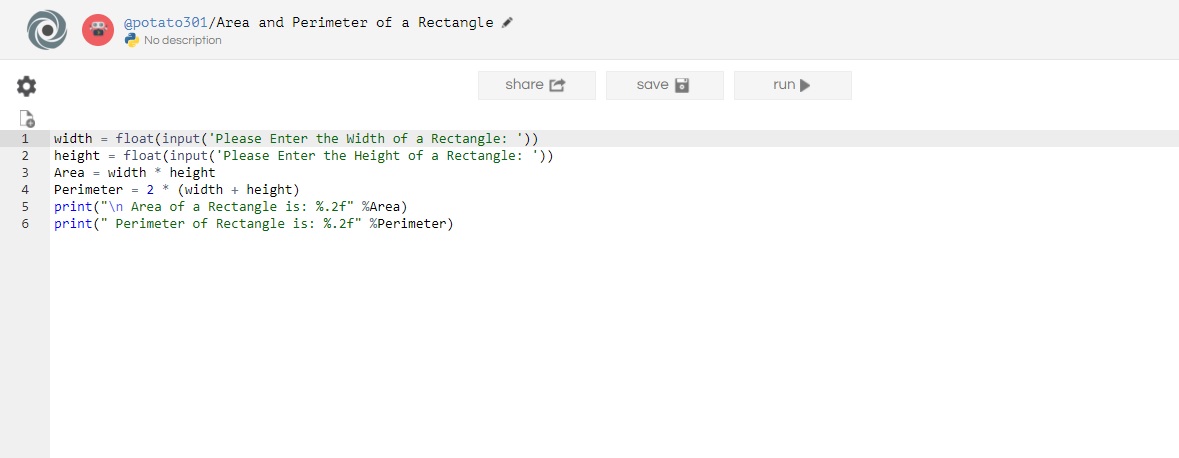 @potato301/Area and Perimeter of a Rectangle
No description
share save run
1 width = float(input('Please Enter the Width of a Rectangle: '))
2 height = float(input('Please Enter the Height of a Rectangle: '))
3 Area = width * height
4 Perimeter = 2 * (width + height)
5 print("\n Area of a Rectangle is: %.2f" %Area)
6 print(" Perimeter of Rectangle is: %.2f" %Perimeter)